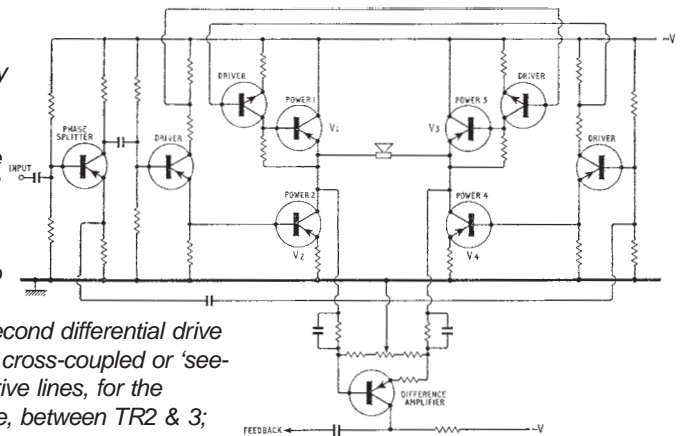 –V
y
DRIVER
DRIVER
POWER 1
POWER 3
V₁
V₃
PHASE
SPLITTER
DRIVER
DRIVER
e
INPUT
POWER 2
POWER 4
V₂
V₄
econd differential drive
cross-coupled or ‘see-
rive lines, for the
e, between TR2 & 3;
DIFFERENCE
AMPLIFIER
FEEDBACK
–V